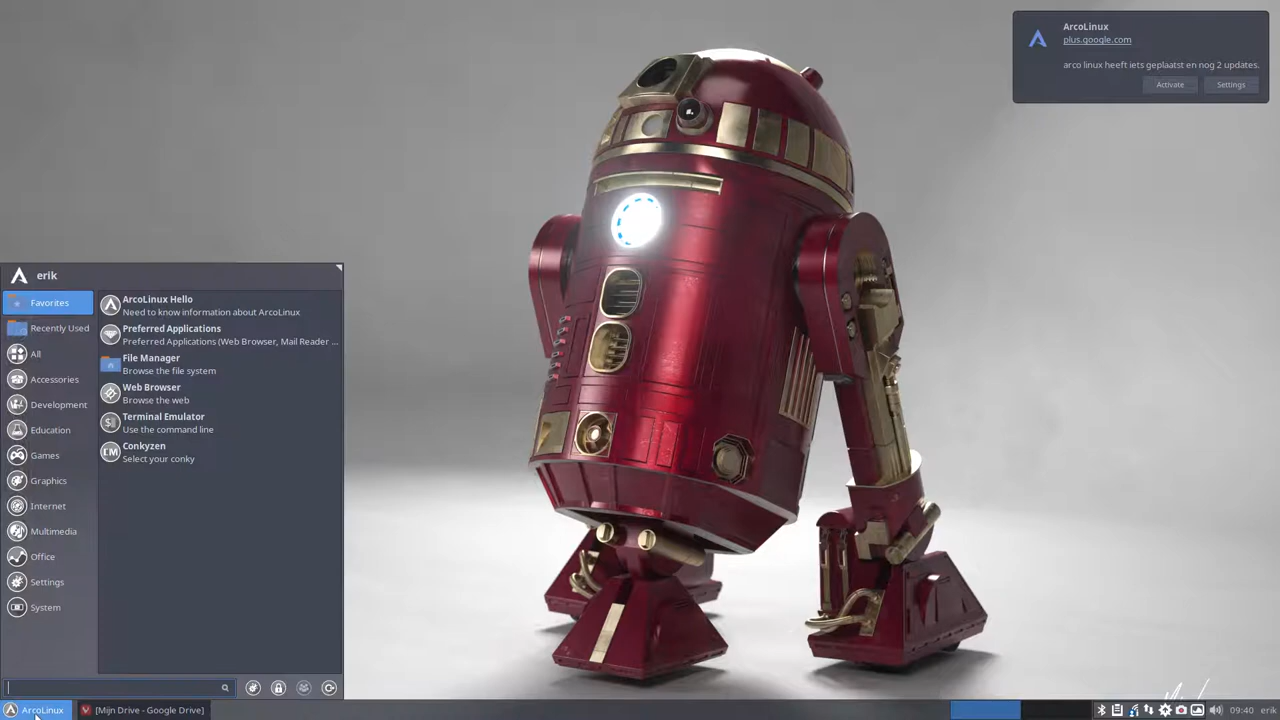 ArcoLinux
plus.google.com
arco linux heeft iets geplaatst en nog 2 updates.
Activate
Settings
erik
Favorites
Recently Used
All
Accessories
Development
Education
Games
Graphics
Internet
Multimedia
Office
Settings
System
ArcoLinux Hello
Need to know information about ArcoLinux
Preferred Applications
Preferred Applications (Web Browser, Mail Reader ...
File Manager
Browse the file system
Web Browser
Browse the web
Terminal Emulator
Use the command line
CM
Conkyzen
Select your conky
ArcoLinux
[Mijn Drive - Google Drive]
09:40
erik